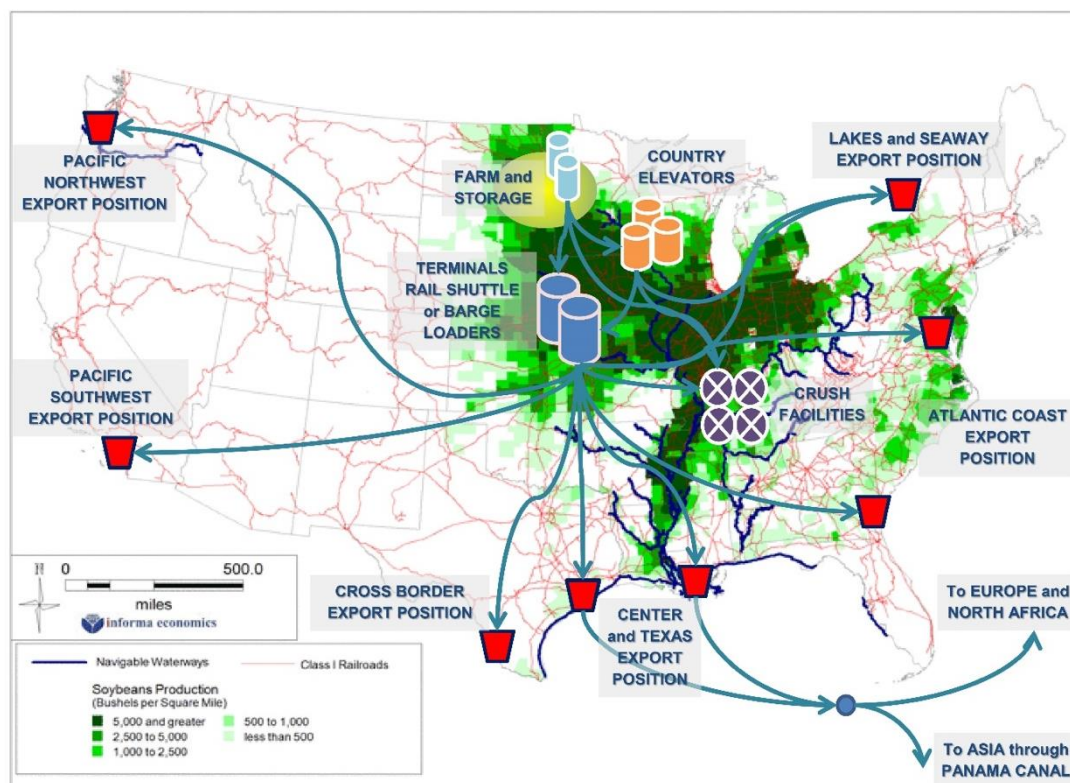 PACIFIC
NORTHWEST
EXPORT POSITION
FARM and
STORAGE
COUNTRY
ELEVATORS
LAKES and SEAWAY
EXPORT POSITION
TERMINALS
RAIL SHUTTLE
or BARGE
LOADERS
PACIFIC
SOUTHWEST
EXPORT POSITION
CRUSH
FACILITIES
ATLANTIC COAST
EXPORT
POSITION
CROSS BORDER
EXPORT POSITION
CENTER
and TEXAS
EXPORT
POSITION
To EUROPE and
NORTH AFRICA
To ASIA through
PANAMA CANAL
N
0 500.0
miles
informa economics
Navigable Waterways
Class I Railroads
Soybeans Production
(Bushels per Square Mile)
5,000 and greater
2,500 to 5,000
1,000 to 2,500
500 to 1,000
less than 500